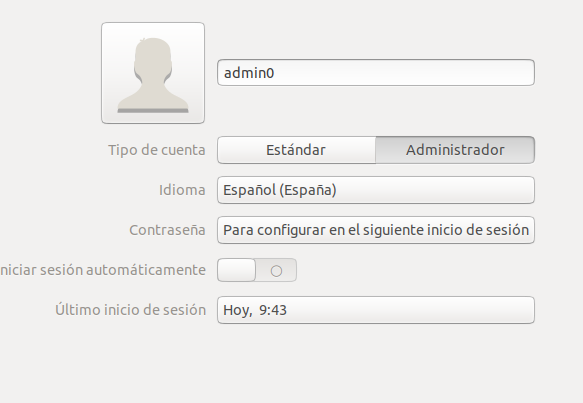 admin0
Tipo de cuenta Estándar Administrador
Idioma Español (España)
Contraseña Para configurar en el siguiente inicio de sesión
niciar sesión automáticamente
Último inicio de sesión Hoy, 9:43